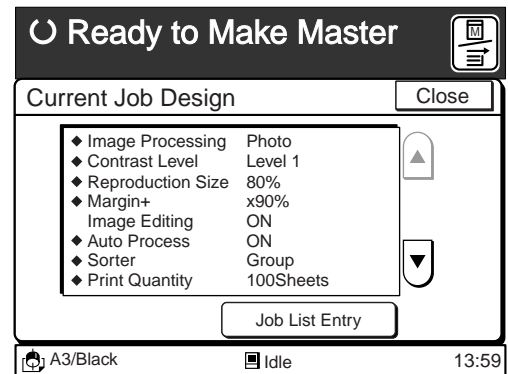 Ready to Make Master
M
Current Job Design Close
◆ Image Processing Photo
◆ Contrast Level Level 1
◆ Reproduction Size 80%
◆ Margin+ x90%
Image Editing ON
◆ Auto Process ON
◆ Sorter Group
◆ Print Quantity 100Sheets
Job List Entry
A3/Black Idle 13:59